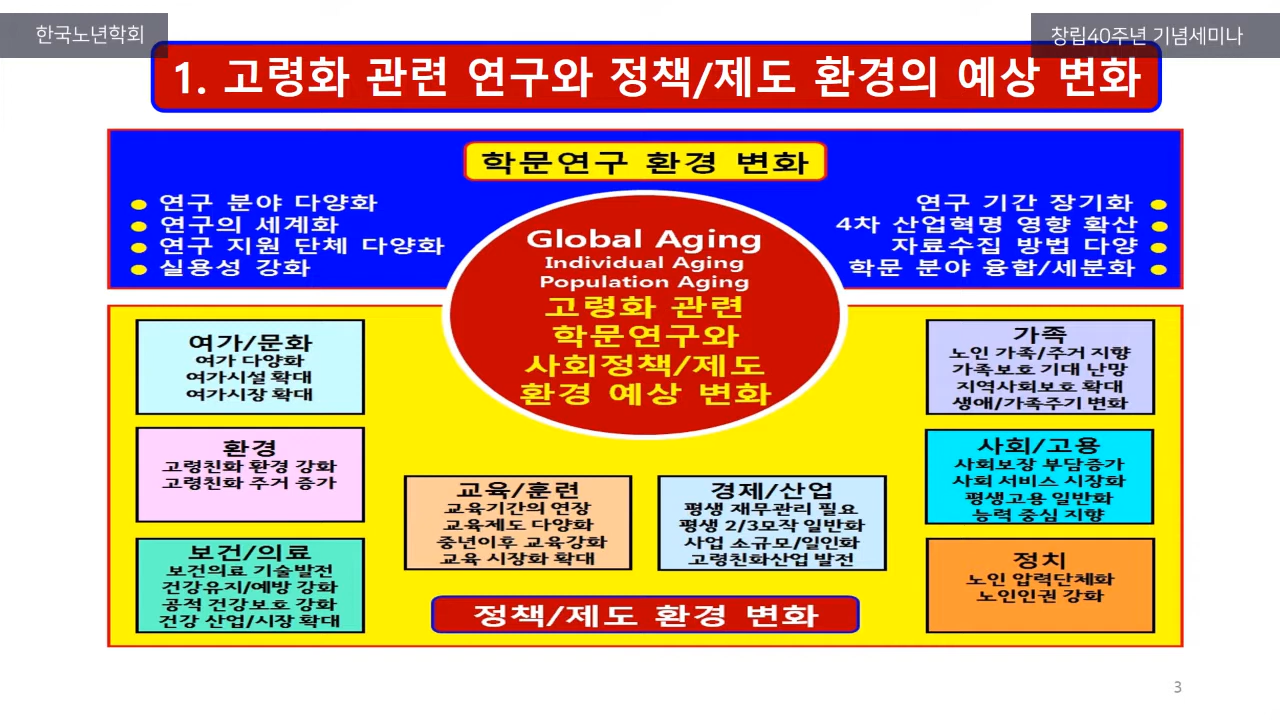 한국노년학회
창립40주년 기념세미나
1. 고령화 관련 연구와 정책/제도 환경의 예상 변화
학문연구 환경 변화
연구 분야 다양화
연구의 세계화
연구 지원 단체 다양화
실용성 강화
연구 기간 장기화
4차 산업혁명 영향 확산
자료수집 방법 다양
학문 분야 융합/세분화
Global Aging
Individual Aging
Population Aging
고령화 관련
학문연구와
사회정책/제도
환경 예상 변화
여가/문화
여가 다양화
여가시설 확대
여가시장 확대
환경
고령친화 환경 강화
고령친화 주거 증가
보건/의료
보건의료 기술발전
건강유지/예방 강화
공적 건강보호 강화
건강 산업/시장 확대
교육/훈련
교육기간의 연장
교육제도 다양화
중년이후 교육강화
교육 시장화 확대
경제/산업
평생 재무관리 필요
평생 2/3모작 일반화
사업 소규모/일인화
고령친화산업 발전
가족
노인 가족/주거 지향
가족보호 기대 난망
지역사회보호 확대
생애/가족주기 변화
사회/고용
사회보장 부담증가
사회 서비스 시장화
평생고용 일반화
능력 중심 지향
정치
노인 압력단체화
노인인권 강화
정책/제도 환경 변화
3